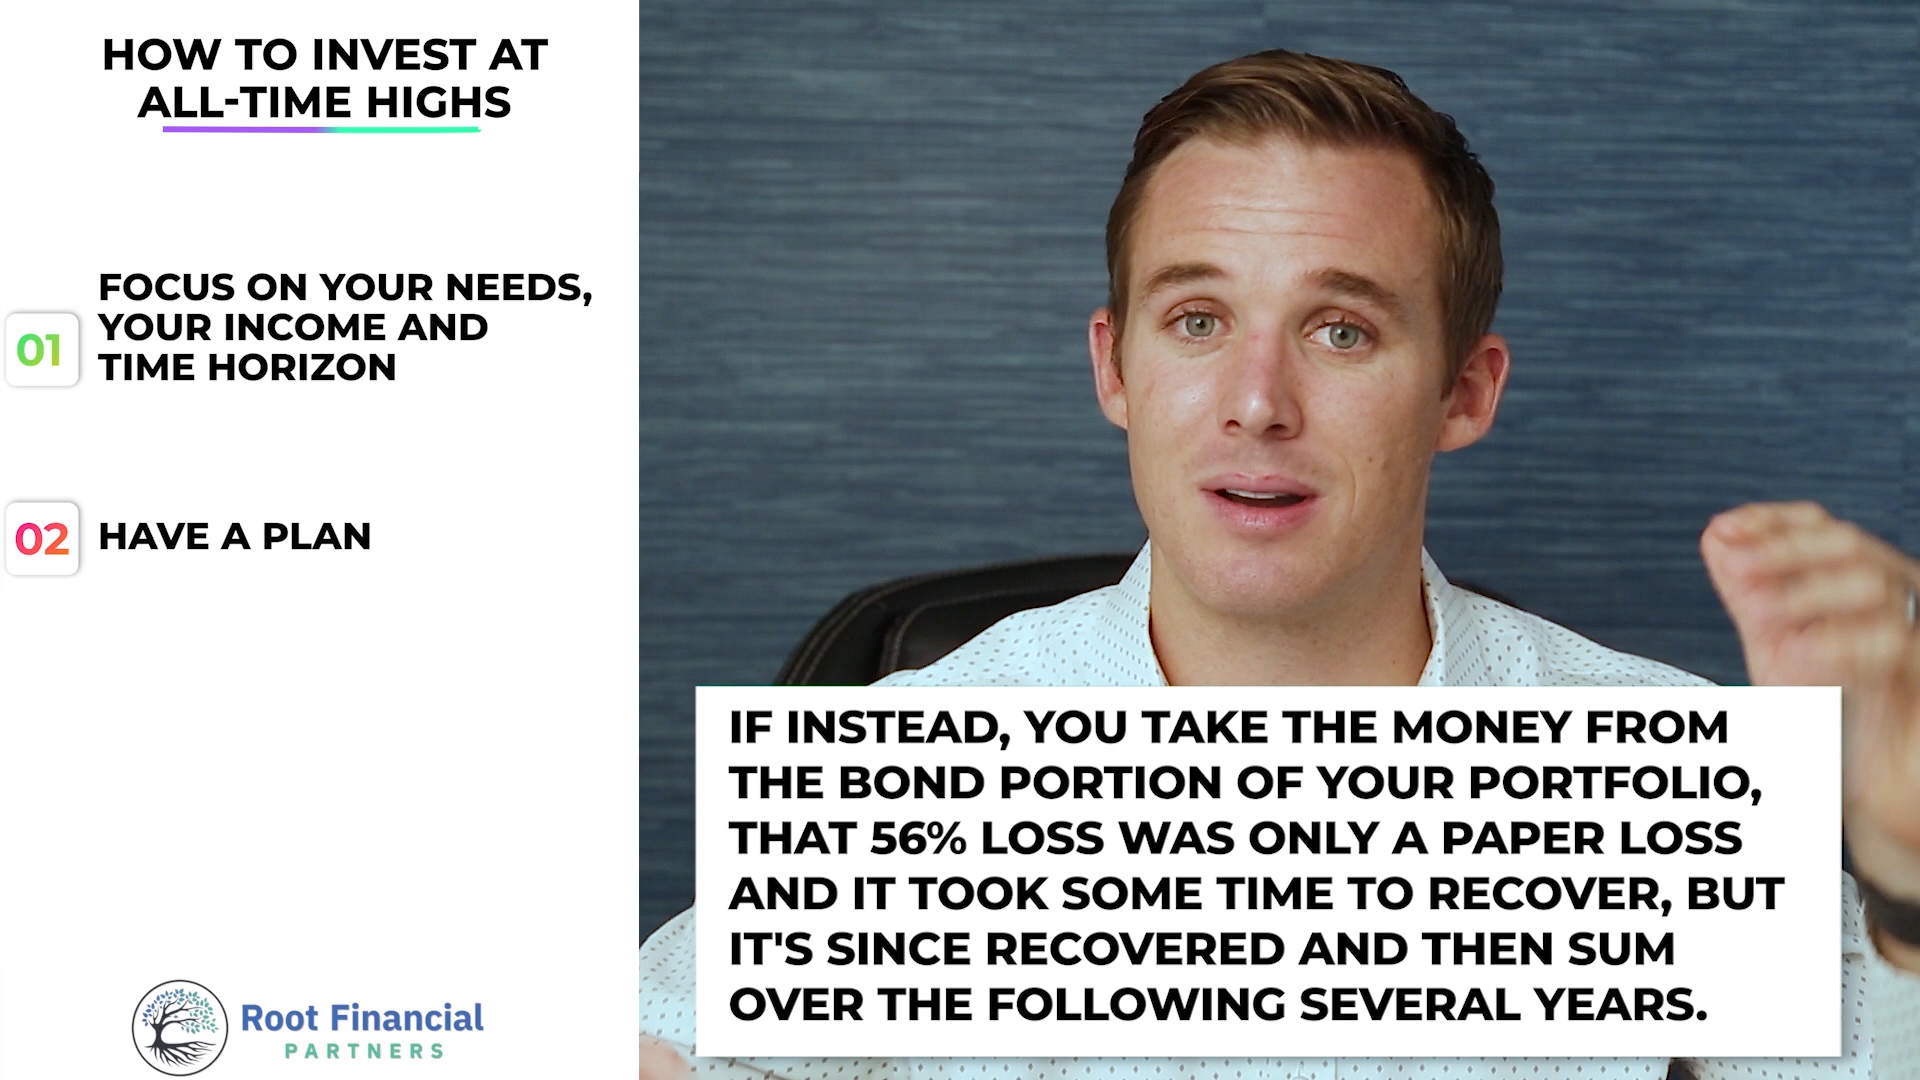 HOW TO INVEST AT
ALL-TIME HIGHS
01
FOCUS ON YOUR NEEDS,
YOUR INCOME AND
TIME HORIZON
02
HAVE A PLAN
IF INSTEAD, YOU TAKE THE MONEY FROM
THE BOND PORTION OF YOUR PORTFOLIO,
THAT 56% LOSS WAS ONLY A PAPER LOSS
AND IT TOOK SOME TIME TO RECOVER, BUT
IT'S SINCE RECOVERED AND THEN SUM
OVER THE FOLLOWING SEVERAL YEARS.
Root Financial
PARTNERS